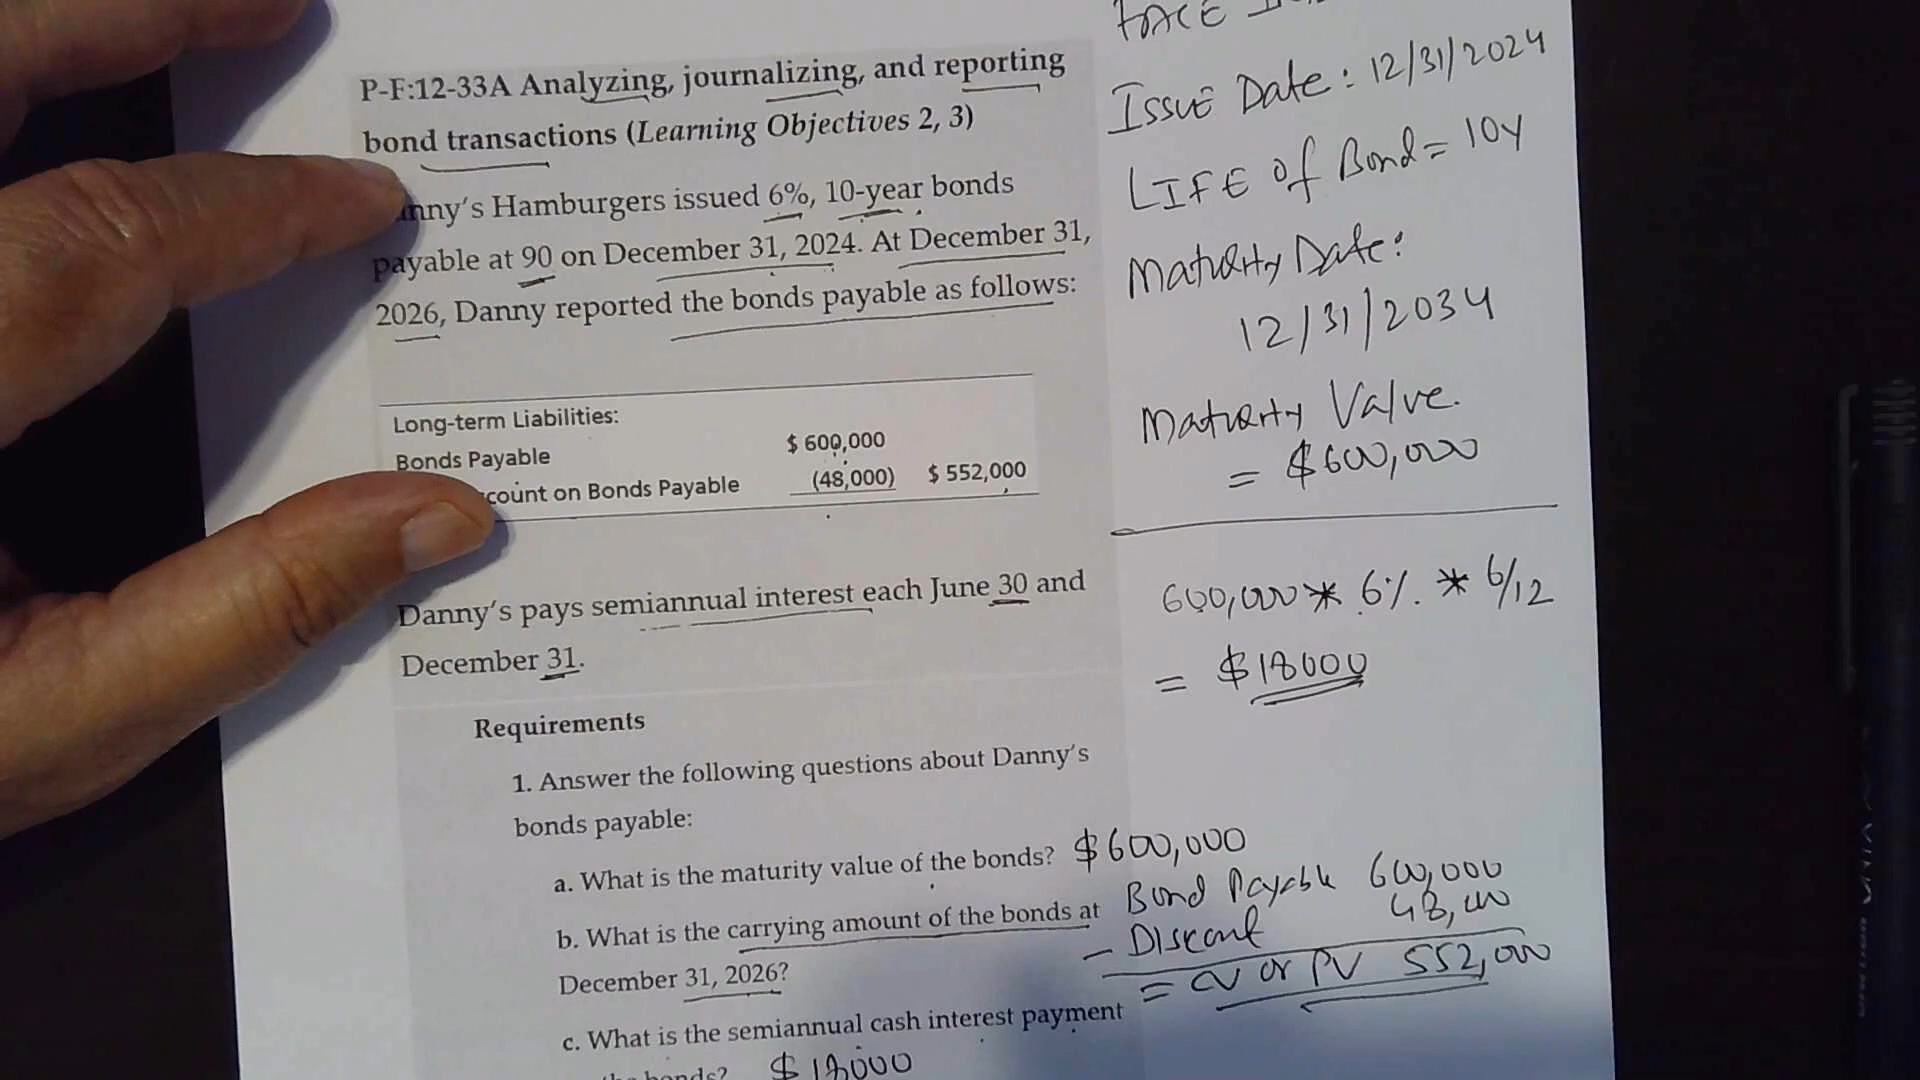 P-F:12-33A Analyzing, journalizing, and reporting
bond transactions (Learning Objectives 2, 3)
nny's Hamburgers issued 6%, 10-year bonds
payable at 90 on December 31, 2024. At December 31,
2026, Danny reported the bonds payable as follows:
Long-term Liabilities:
Bonds Payable $ 600,000
count on Bonds Payable (48,000) $ 552,000
Danny's pays semiannual interest each June 30 and
December 31.
Requirements
1. Answer the following questions about Danny's
bonds payable:
a. What is the maturity value of the bonds? $600,000
b. What is the carrying amount of the bonds at
December 31, 2026?
c. What is the semiannual cash interest payment
bonds? $18000
FACE
Issue Date: 12/31/2024
LIFE of Bond = 10y
Maturity Date:
12/31/2034
Maturity Value.
= $600,000
600,000 * 6% * 6/12
= $18000
Bond Payable 600,000
- Discount 48,000
= CV or PV 552,000